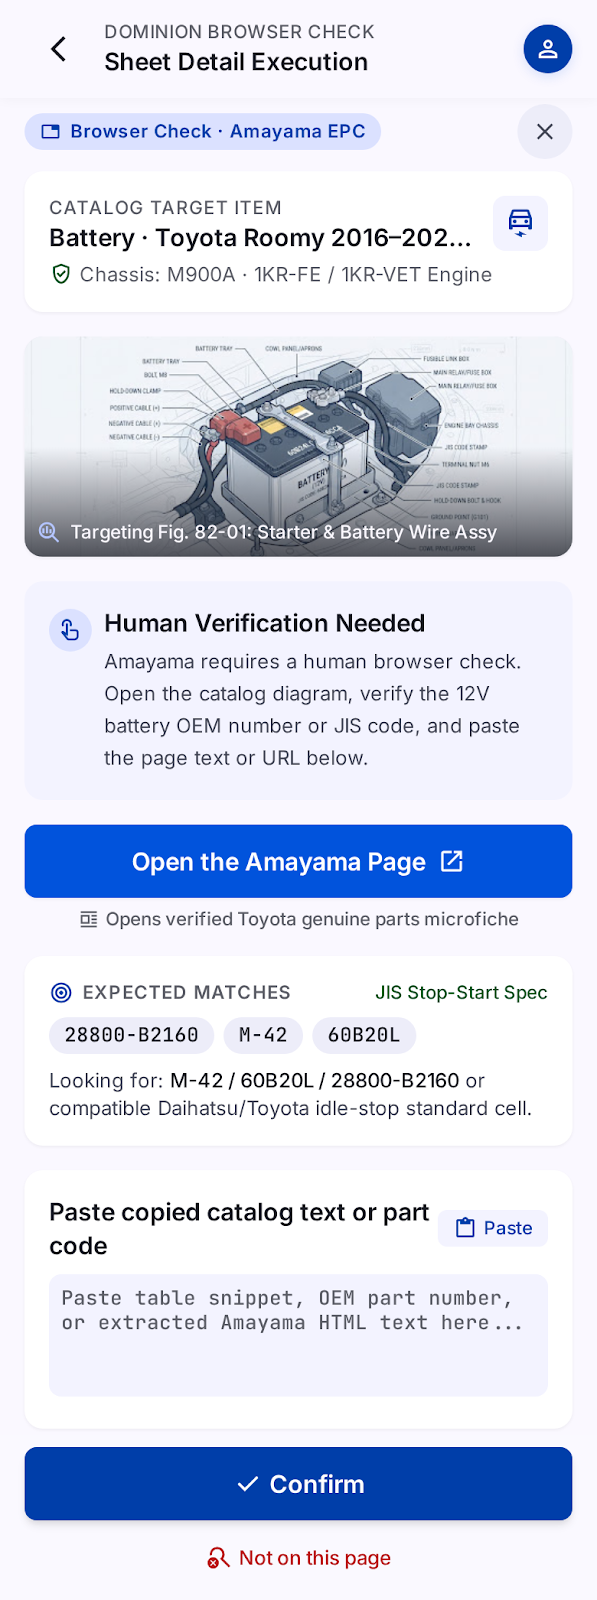 DOMINION BROWSER CHECK
Sheet Detail Execution
Browser Check · Amayama EPC
CATALOG TARGET ITEM
Battery · Toyota Roomy 2016–202...
Chassis: M900A · 1KR-FE / 1KR-VET Engine
BATTERY TRAY
COWL PANEL/APRONS
FUSIBLE LINK BOX
BATTERY TRAY
MAIN RELAY/FUSE BOX
BOLT, M8
MAIN RELAY/FUSE BOX
HOLD-DOWN CLAMP
POSITIVE CABLE (+)
NEGATIVE CABLE (-)
ENGINE BAY CHASSIS
NEGATIVE CABLE (-)
JIS CODE STAMP
TERMINAL NUT M6
BATTERY
JIS CODE STAMP
HOLD-DOWN BOLT & HOOK
Targeting Fig. 82-01: Starter & Battery Wire Assy
Human Verification Needed
Amayama requires a human browser check.
Open the catalog diagram, verify the 12V
battery OEM number or JIS code, and paste
the page text or URL below.
Open the Amayama Page
Opens verified Toyota genuine parts microfiche
EXPECTED MATCHES
JIS Stop-Start Spec
28800-B2160
M-42
60B20L
Looking for: M-42 / 60B20L / 28800-B2160 or
compatible Daihatsu/Toyota idle-stop standard cell.
Paste copied catalog text or part
code
Paste
Paste table snippet, OEM part number,
or extracted Amayama HTML text here...
Confirm
Not on this page